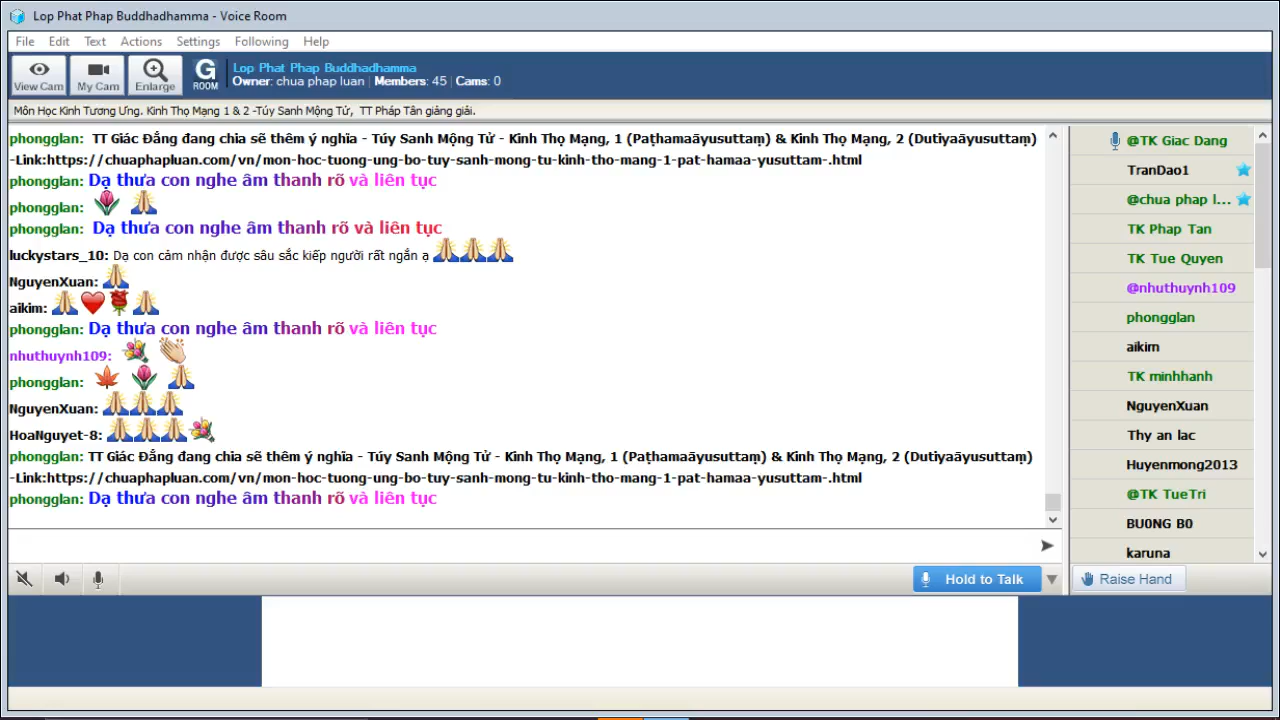 Lop Phat Phap Buddhadhamma - Voice Room
File Edit Text Actions Settings Following Help
View Cam My Cam Enlarge G ROOM Lop Phat Phap Buddhadhamma
Owner: chua phap luan | Members: 45 | Cams: 0
Môn Học Kinh Tương Ưng. Kinh Thọ Mạng 1 & 2 -Túy Sanh Mộng Tử, TT Pháp Tân giảng giải.
phongglan: TT Giác Đẳng đang chia sẽ thêm ý nghĩa - Túy Sanh Mộng Tử - Kinh Thọ Mạng, 1 (Paṭhamaāyusuttaṃ) & Kinh Thọ Mạng, 2 (Dutiyaāyusuttaṃ)
-Link:https://chuaphapluan.com/vn/mon-hoc-tuong-ung-bo-tuy-sanh-mong-tu-kinh-tho-mang-1-pat-hamaa-yusuttam-.html
phongglan: Dạ thưa con nghe âm thanh rõ và liên tục
phongglan: 🌷 🙏
phongglan: Dạ thưa con nghe âm thanh rõ và liên tục
luckystars_10: Dạ con cảm nhận được sâu sắc kiếp người rất ngắn ạ 🙏🙏🙏
NguyenXuan: 🙏
aikim: 🙏❤️🌹🙏
phongglan: Dạ thưa con nghe âm thanh rõ và liên tục
nhuthuynh109: 💐 👏
phongglan: 🍁 🌷 🙏
NguyenXuan: 🙏🙏🙏
HoaNguyet-8: 🙏🙏🙏💐
phongglan: TT Giác Đẳng đang chia sẽ thêm ý nghĩa - Túy Sanh Mộng Tử - Kinh Thọ Mạng, 1 (Paṭhamaāyusuttaṃ) & Kinh Thọ Mạng, 2 (Dutiyaāyusuttaṃ)
-Link:https://chuaphapluan.com/vn/mon-hoc-tuong-ung-bo-tuy-sanh-mong-tu-kinh-tho-mang-1-pat-hamaa-yusuttam-.html
phongglan: Dạ thưa con nghe âm thanh rõ và liên tục
@TK Giac Dang
TranDao1
@chua phap l...
TK Phap Tan
TK Tue Quyen
@nhuthuynh109
phongglan
aikim
TK minhhanh
NguyenXuan
Thy an lac
Huyenmong2013
@TK TueTri
BU0NG B0
karuna
Hold to Talk
Raise Hand